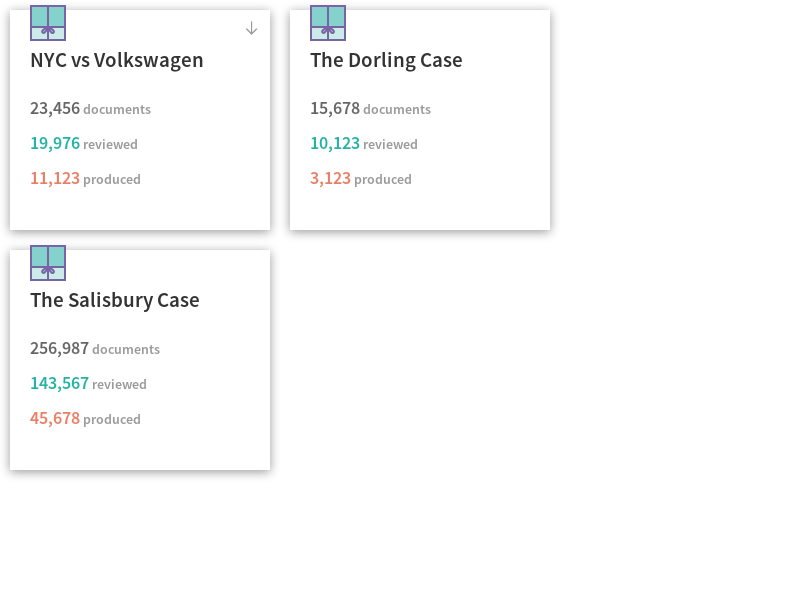 NYC vs Volkswagen
23,456 documents
19,976 reviewed
11,123 produced
The Dorling Case
15,678 documents
10,123 reviewed
3,123 produced
The Salisbury Case
256,987 documents
143,567 reviewed
45,678 produced